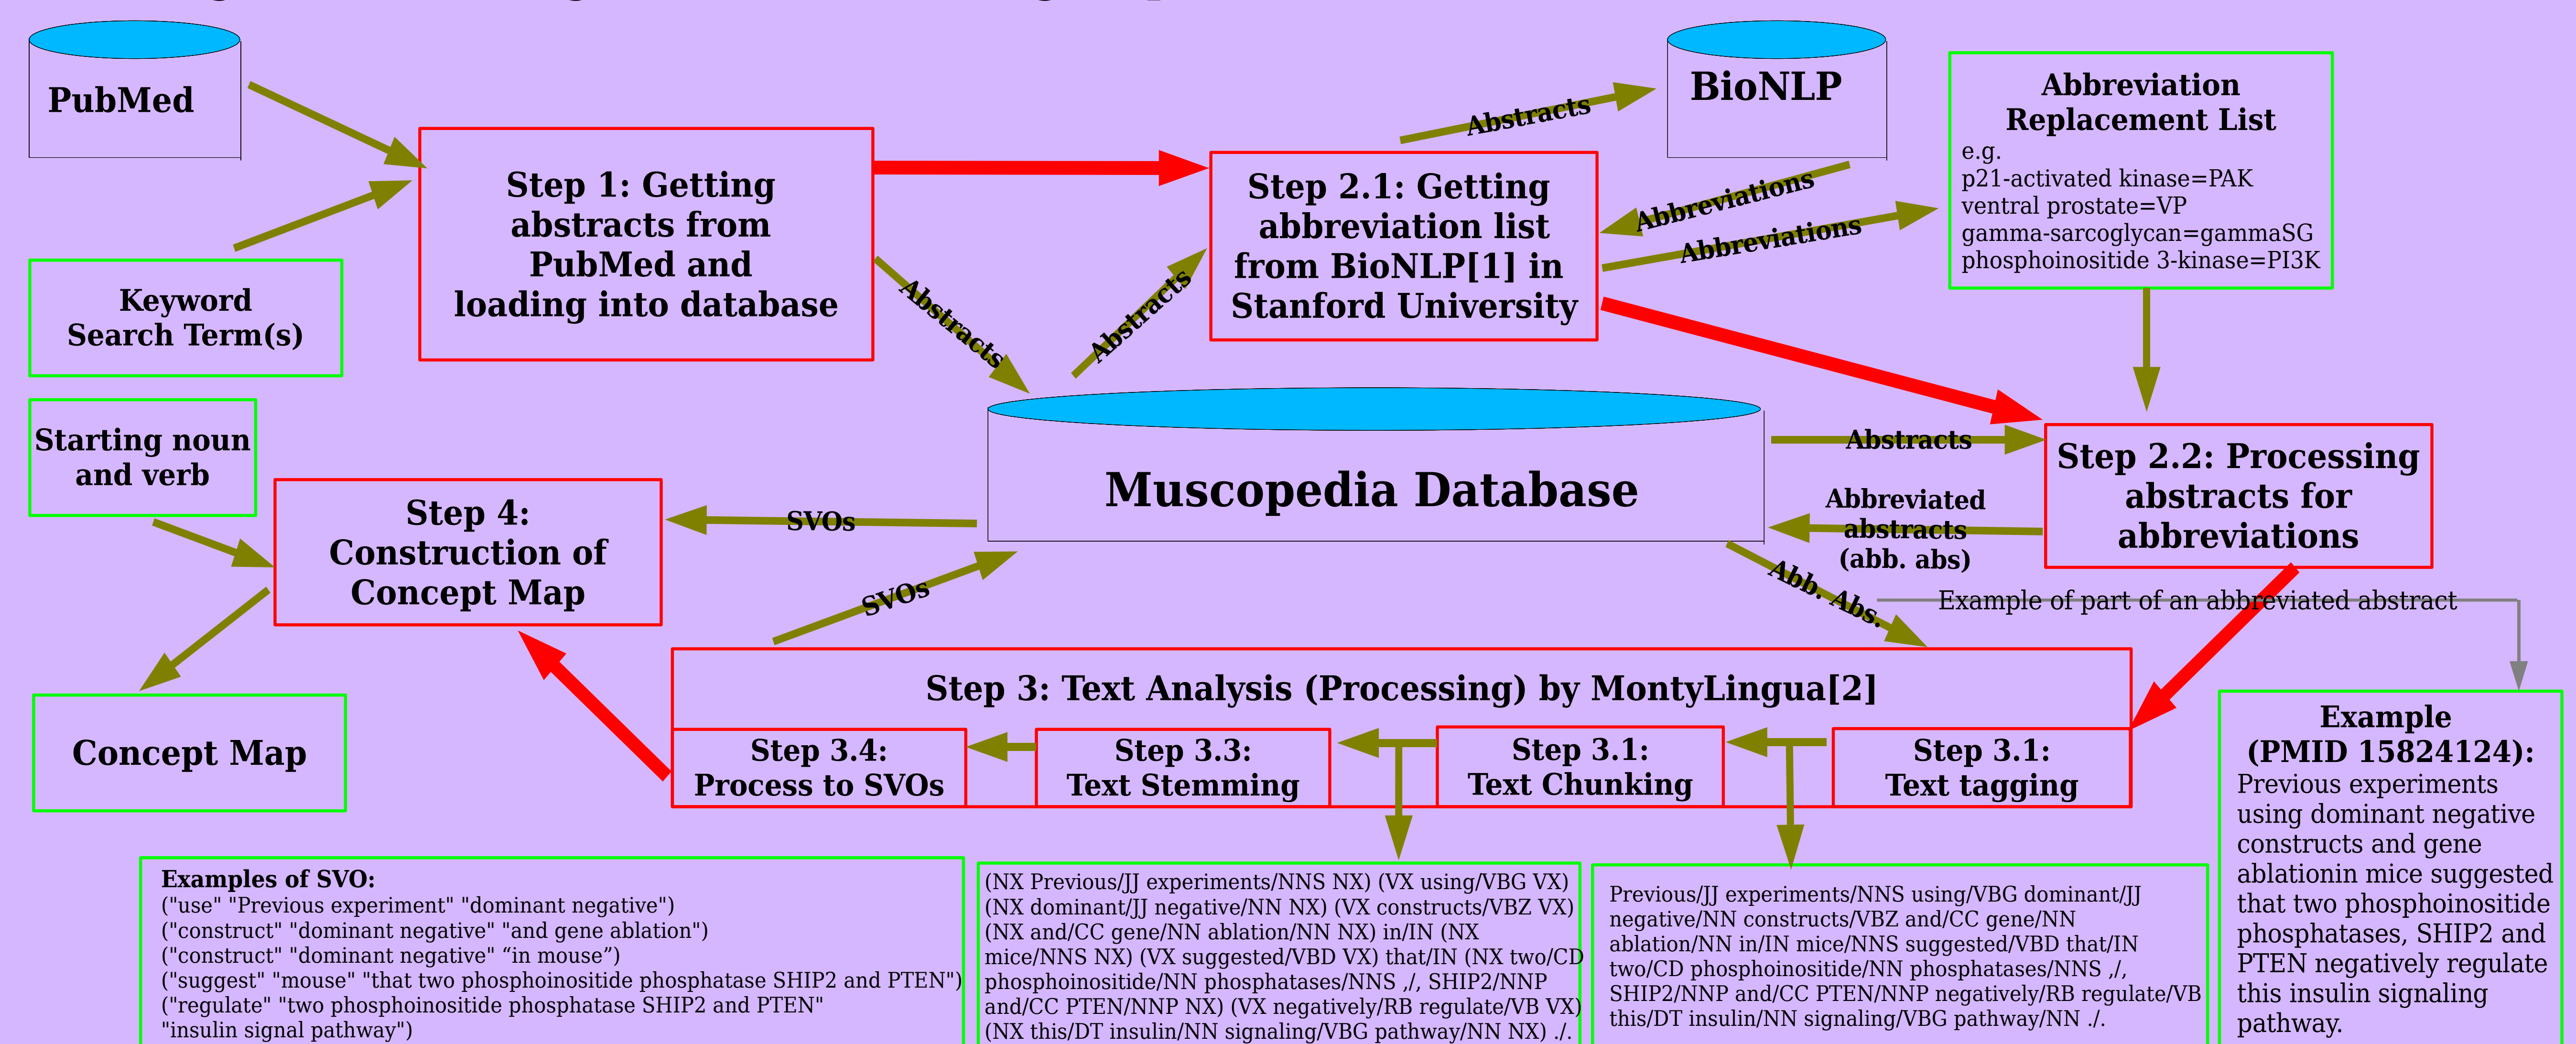 PubMed
BioNLP
Abbreviation
Replacement List
e.g.
p21-activated kinase=PAK
ventral prostate=VP
gamma-sarcoglycan=gammaSG
phosphoinositide 3-kinase=PI3K
Keyword
Search Term(s)
Step 1: Getting
abstracts from
PubMed and
loading into database
Step 2.1: Getting
abbreviation list
from BioNLP[1] in
Stanford University
Abstracts
Abbreviations
Abbreviations
Abstracts
Abstracts
Starting noun
and verb
Step 4:
Construction of
Concept Map
SVOs
SVOs
Muscopedia Database
Abstracts
Abbreviated
abstracts
(abb. abs)
Abb. Abs.
Step 2.2: Processing
abstracts for
abbreviations
Example of part of an abbreviated abstract
Concept Map
Step 3: Text Analysis (Processing) by MontyLingua[2]
Step 3.4:
Process to SVOs
Step 3.3:
Text Stemming
Step 3.1:
Text Chunking
Step 3.1:
Text tagging
Example
(PMID 15824124):
Previous experiments
using dominant negative
constructs and gene
ablationin mice suggested
that two phosphoinositide
phosphatases, SHIP2 and
PTEN negatively regulate
this insulin signaling
pathway.
Examples of SVO:
("use" "Previous experiment" "dominant negative")
("construct" "dominant negative" "and gene ablation")
("construct" "dominant negative" “in mouse”)
("suggest" "mouse" "that two phosphoinositide phosphatase SHIP2 and PTEN")
("regulate" "two phosphoinositide phosphatase SHIP2 and PTEN"
"insulin signal pathway")
(NX Previous/JJ experiments/NNS NX) (VX using/VBG VX)
(NX dominant/JJ negative/NN NX) (VX constructs/VBZ VX)
(NX and/CC gene/NN ablation/NN NX) in/IN (NX
mice/NNS NX) (VX suggested/VBD VX) that/IN (NX two/CD
phosphoinositide/NN phosphatases/NNS ,/, SHIP2/NNP
and/CC PTEN/NNP NX) (VX negatively/RB regulate/VB VX)
(NX this/DT insulin/NN signaling/VBG pathway/NN NX) ./.
Previous/JJ experiments/NNS using/VBG dominant/JJ
negative/NN constructs/VBZ and/CC gene/NN
ablation/NN in/IN mice/NNS suggested/VBD that/IN
two/CD phosphoinositide/NN phosphatases/NNS ,/,
SHIP2/NNP and/CC PTEN/NNP negatively/RB regulate/VB
this/DT insulin/NN signaling/VBG pathway/NN ./.